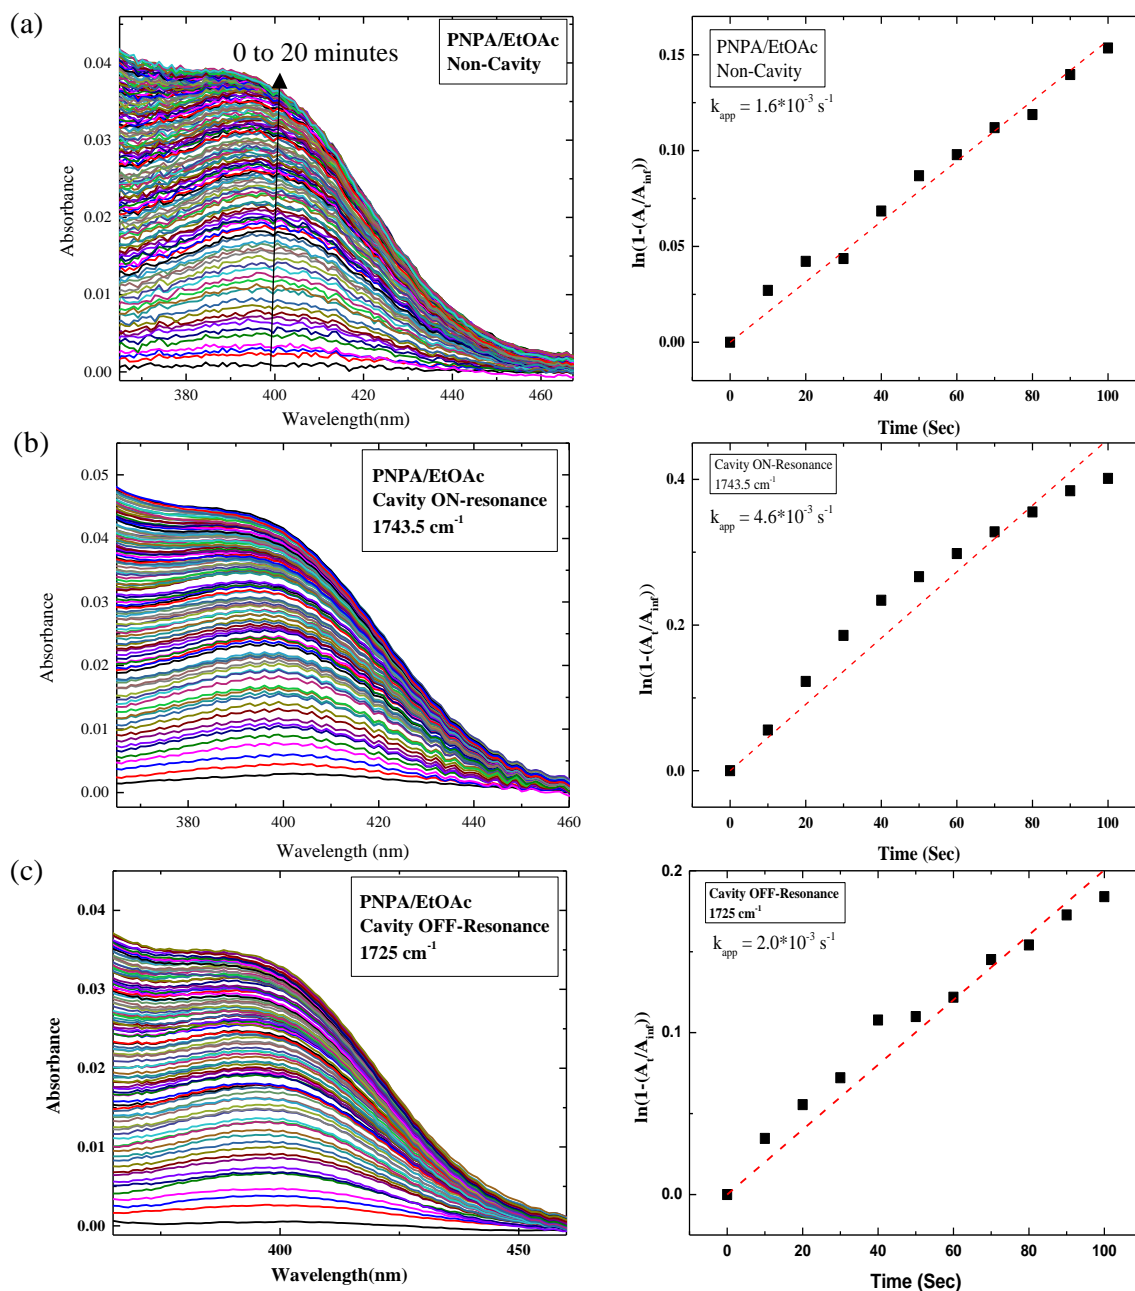 (a)
0.04
0.03
0.02
0.01
0.00
Absorbance
0 to 20 minutes
PNPA/EtOAc
Non-Cavity
380 400 420 440 460
Wavelength(nm)
0.15
0.10
0.05
0.00
ln(1-(A_t/A_inf))
PNPA/EtOAc
Non-Cavity
k_app = 1.6*10^-3 s^-1
0 20 40 60 80 100
Time (Sec)
(b)
0.05
0.04
0.03
0.02
0.01
0.00
Absorbance
PNPA/EtOAc
Cavity ON-resonance
1743.5 cm^-1
380 400 420 440 460
Wavelength (nm)
0.4
0.2
0.0
ln(1-(A_t/A_inf))
Cavity ON-Resonance
1743.5 cm^-1
k_app = 4.6*10^-3 s^-1
0 20 40 60 80 100
Time (Sec)
(c)
0.04
0.03
0.02
0.01
0.00
Absorbance
PNPA/EtOAc
Cavity OFF-Resonance
1725 cm^-1
400 450
Wavelength(nm)
0.2
0.1
0.0
ln(1-(A_t/A_inf))
Cavity OFF-Resonance
1725 cm^-1
k_app = 2.0*10^-3 s^-1
0 20 40 60 80 100
Time (Sec)